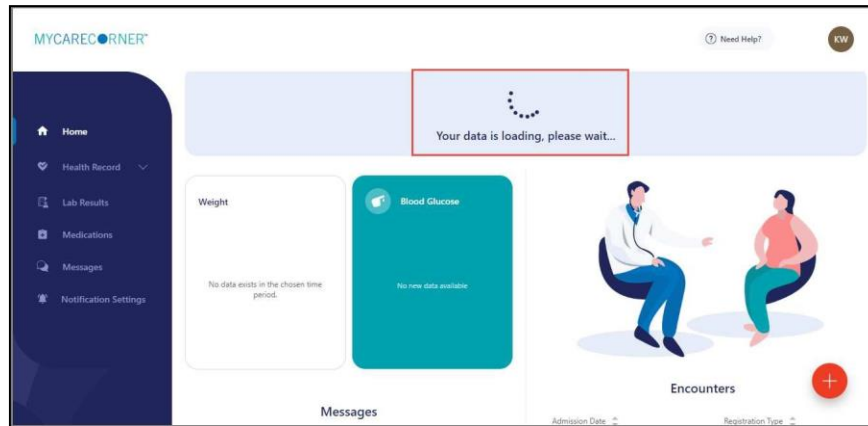 MYCARECORNER
Need Help?
KW
Your data is loading, please wait...
Home
Health Record
Lab Results
Medications
Messages
Notification Settings
Weight
No data exists in the chosen time
period.
Blood Glucose
No new data available
Messages
Encounters
Admission Date
Registration Type